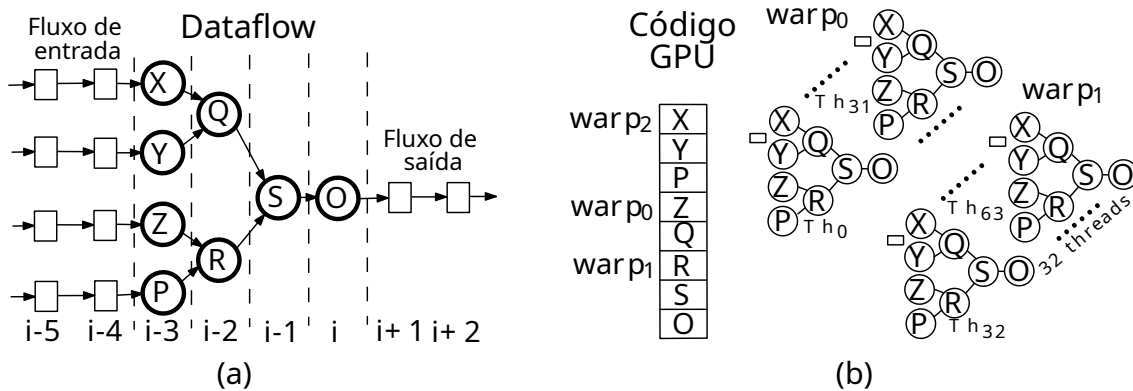 Fluxo de
entrada
Dataflow
X
Q
Y
Fluxo de
saída
S
O
Z
R
P
i-5 i-4 i-3 i-2 i-1 i i+1 i+2
(a)
Código
GPU
warp2
X
Y
P
warp0
Z
Q
warp1
R
S
O
warp0
X
Q
Y
S
O
Z
R
P
Th31
X
Q
Y
S
O
Z
R
P
Th0
warp1
X
Q
Y
S
O
Z
R
P
Th63
32 threads
X
Q
Y
S
O
Z
R
P
Th32
(b)